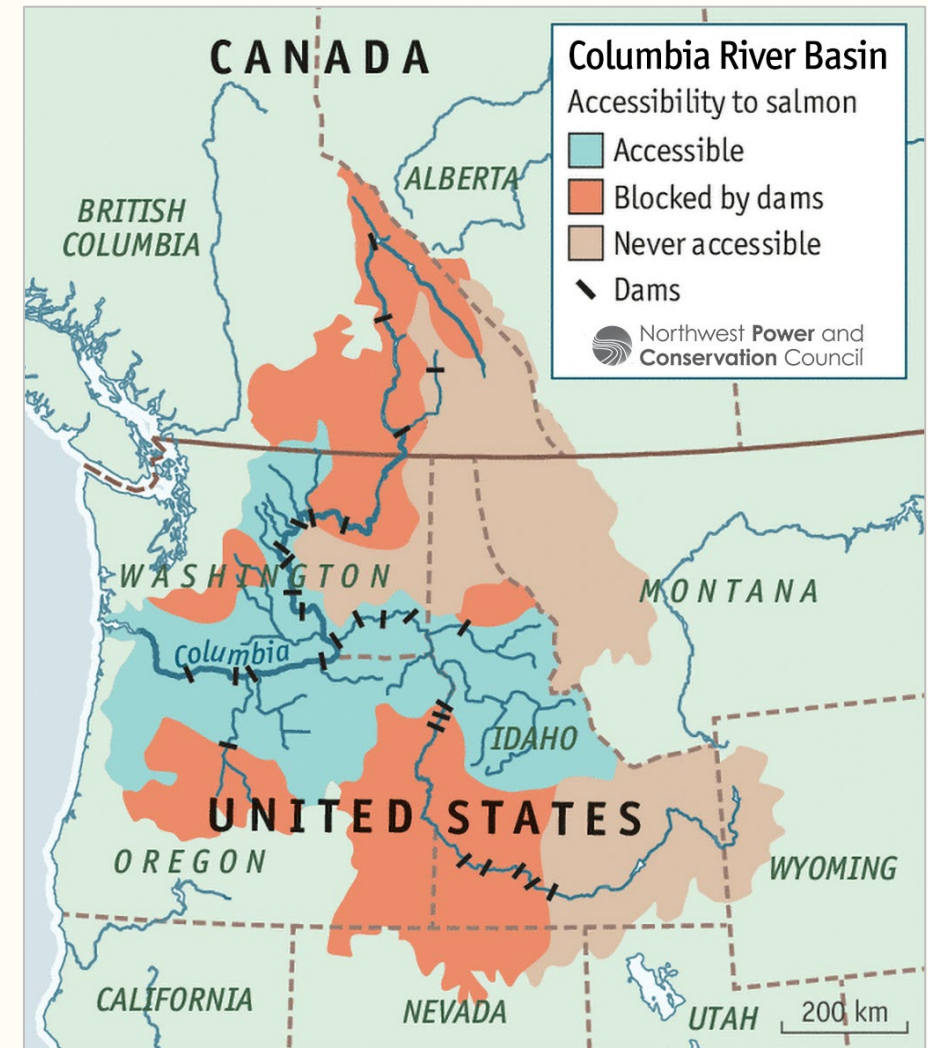 CANADA
Columbia River Basin
Accessibility to salmon
Accessible
Blocked by dams
Never accessible
Dams
Northwest Power and
Conservation Council
ALBERTA
BRITISH
COLUMBIA
WASHINGTON
MONTANA
Columbia
IDAHO
UNITED STATES
OREGON
WYOMING
CALIFORNIA
NEVADA
UTAH
200 km